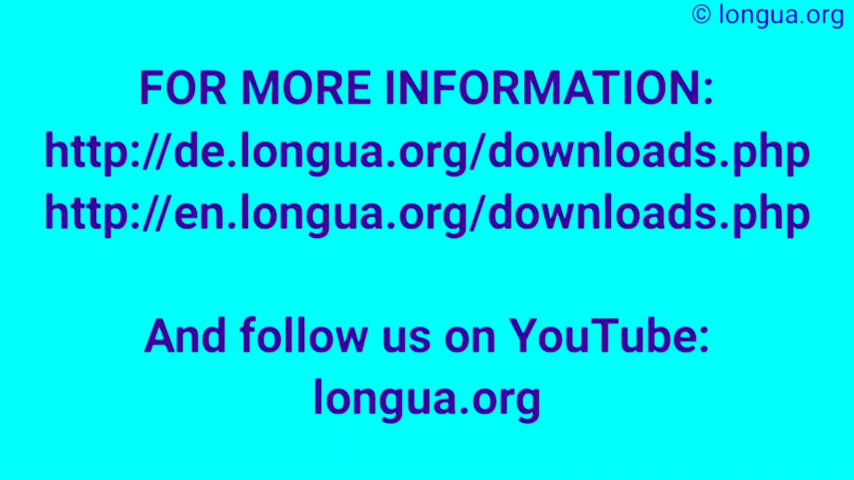 © longua.org
FOR MORE INFORMATION:
http://de.longua.org/downloads.php
http://en.longua.org/downloads.php
And follow us on YouTube:
longua.org